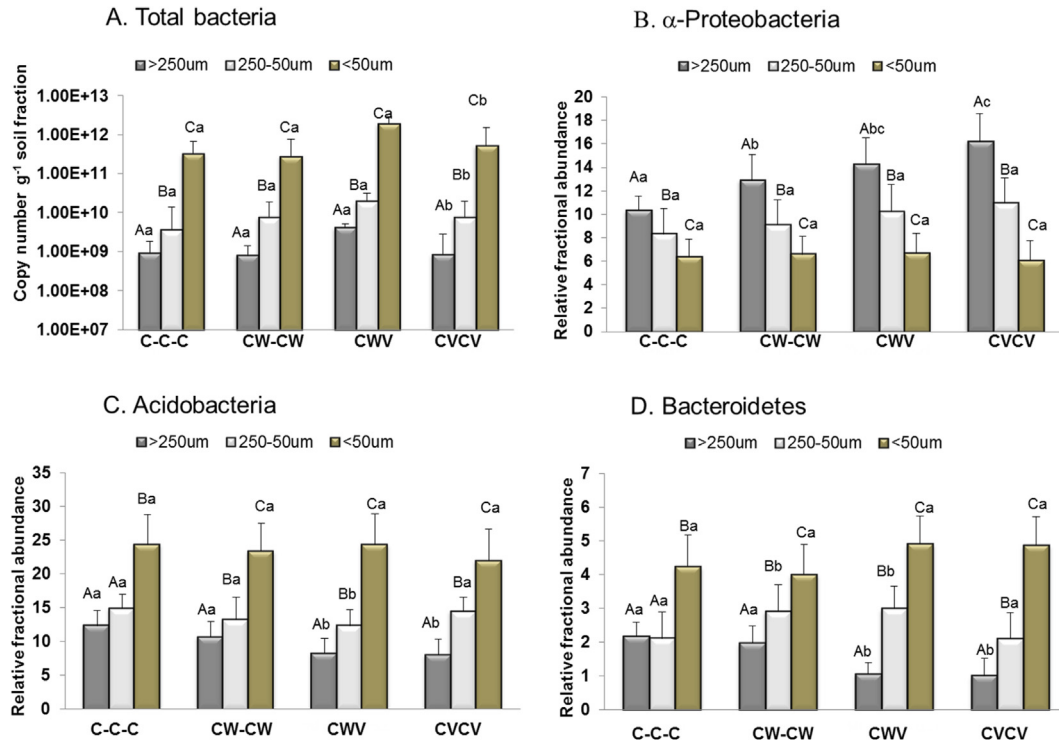 A. Total bacteria
>250um 250-50um <50um
Copy number g-1 soil fraction
1.00E+13
1.00E+12
1.00E+11
1.00E+10
1.00E+09
1.00E+08
1.00E+07
Aa Ba Ca Aa Ba Ca Aa Ba Ca Ab Bb Cb
C-C-C CW-CW CWV CVCV
B. α-Proteobacteria
>250um 250-50um <50um
Relative fractional abundance
20
18
16
14
12
10
8
6
4
2
0
Aa Ba Ca Ab Ba Ca Abc Ba Ca Ac Ba Ca
C-C-C CW-CW CWV CVCV
C. Acidobacteria
>250um 250-50um <50um
Relative fractional abundance
35
30
25
20
15
10
5
0
Aa Aa Ba Aa Ba Ca Ab Bb Ca Ab Ba Ca
C-C-C CW-CW CWV CVCV
D. Bacteroidetes
>250um 250-50um <50um
Relative fractional abundance
7
6
5
4
3
2
1
0
Aa Aa Ba Aa Bb Ca Ab Bb Ca Ab Ba Ca
C-C-C CW-CW CWV CVCV